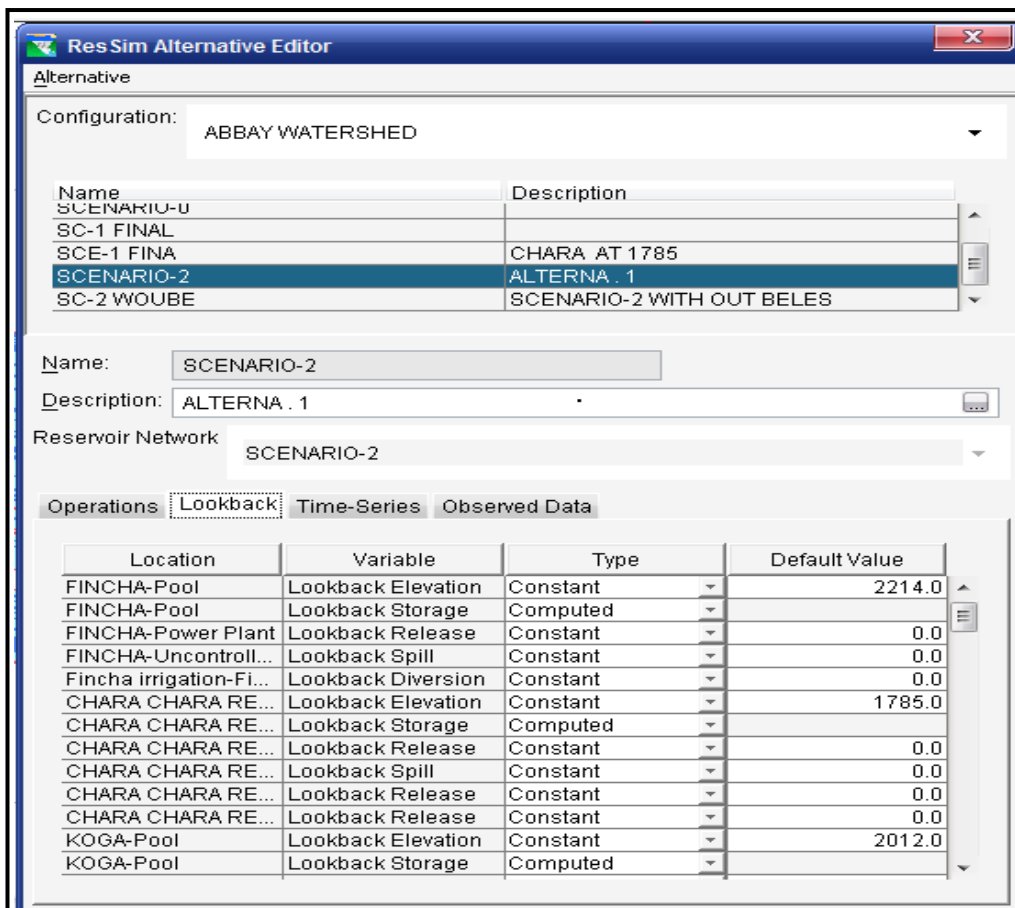 ResSim Alternative Editor
Alternative
Configuration: ABBAY WATERSHED
Name Description
SCENARIO-0
SC-1 FINAL
SCE-1 FINA CHARA AT 1785
SCENARIO-2 ALTERNA . 1
SC-2 WOUBE SCENARIO-2 WITH OUT BELES
Name: SCENARIO-2
Description: ALTERNA . 1 ...
Reservoir Network SCENARIO-2
Operations Lookback Time-Series Observed Data
Location Variable Type Default Value
FINCHA-Pool Lookback Elevation Constant 2214.0
FINCHA-Pool Lookback Storage Computed
FINCHA-Power Plant Lookback Release Constant 0.0
FINCHA-Uncontroll... Lookback Spill Constant 0.0
Fincha irrigation-Fi... Lookback Diversion Constant 0.0
CHARA CHARA RE... Lookback Elevation Constant 1785.0
CHARA CHARA RE... Lookback Storage Computed
CHARA CHARA RE... Lookback Release Constant 0.0
CHARA CHARA RE... Lookback Spill Constant 0.0
CHARA CHARA RE... Lookback Release Constant 0.0
CHARA CHARA RE... Lookback Release Constant 0.0
KOGA-Pool Lookback Elevation Constant 2012.0
KOGA-Pool Lookback Storage Computed